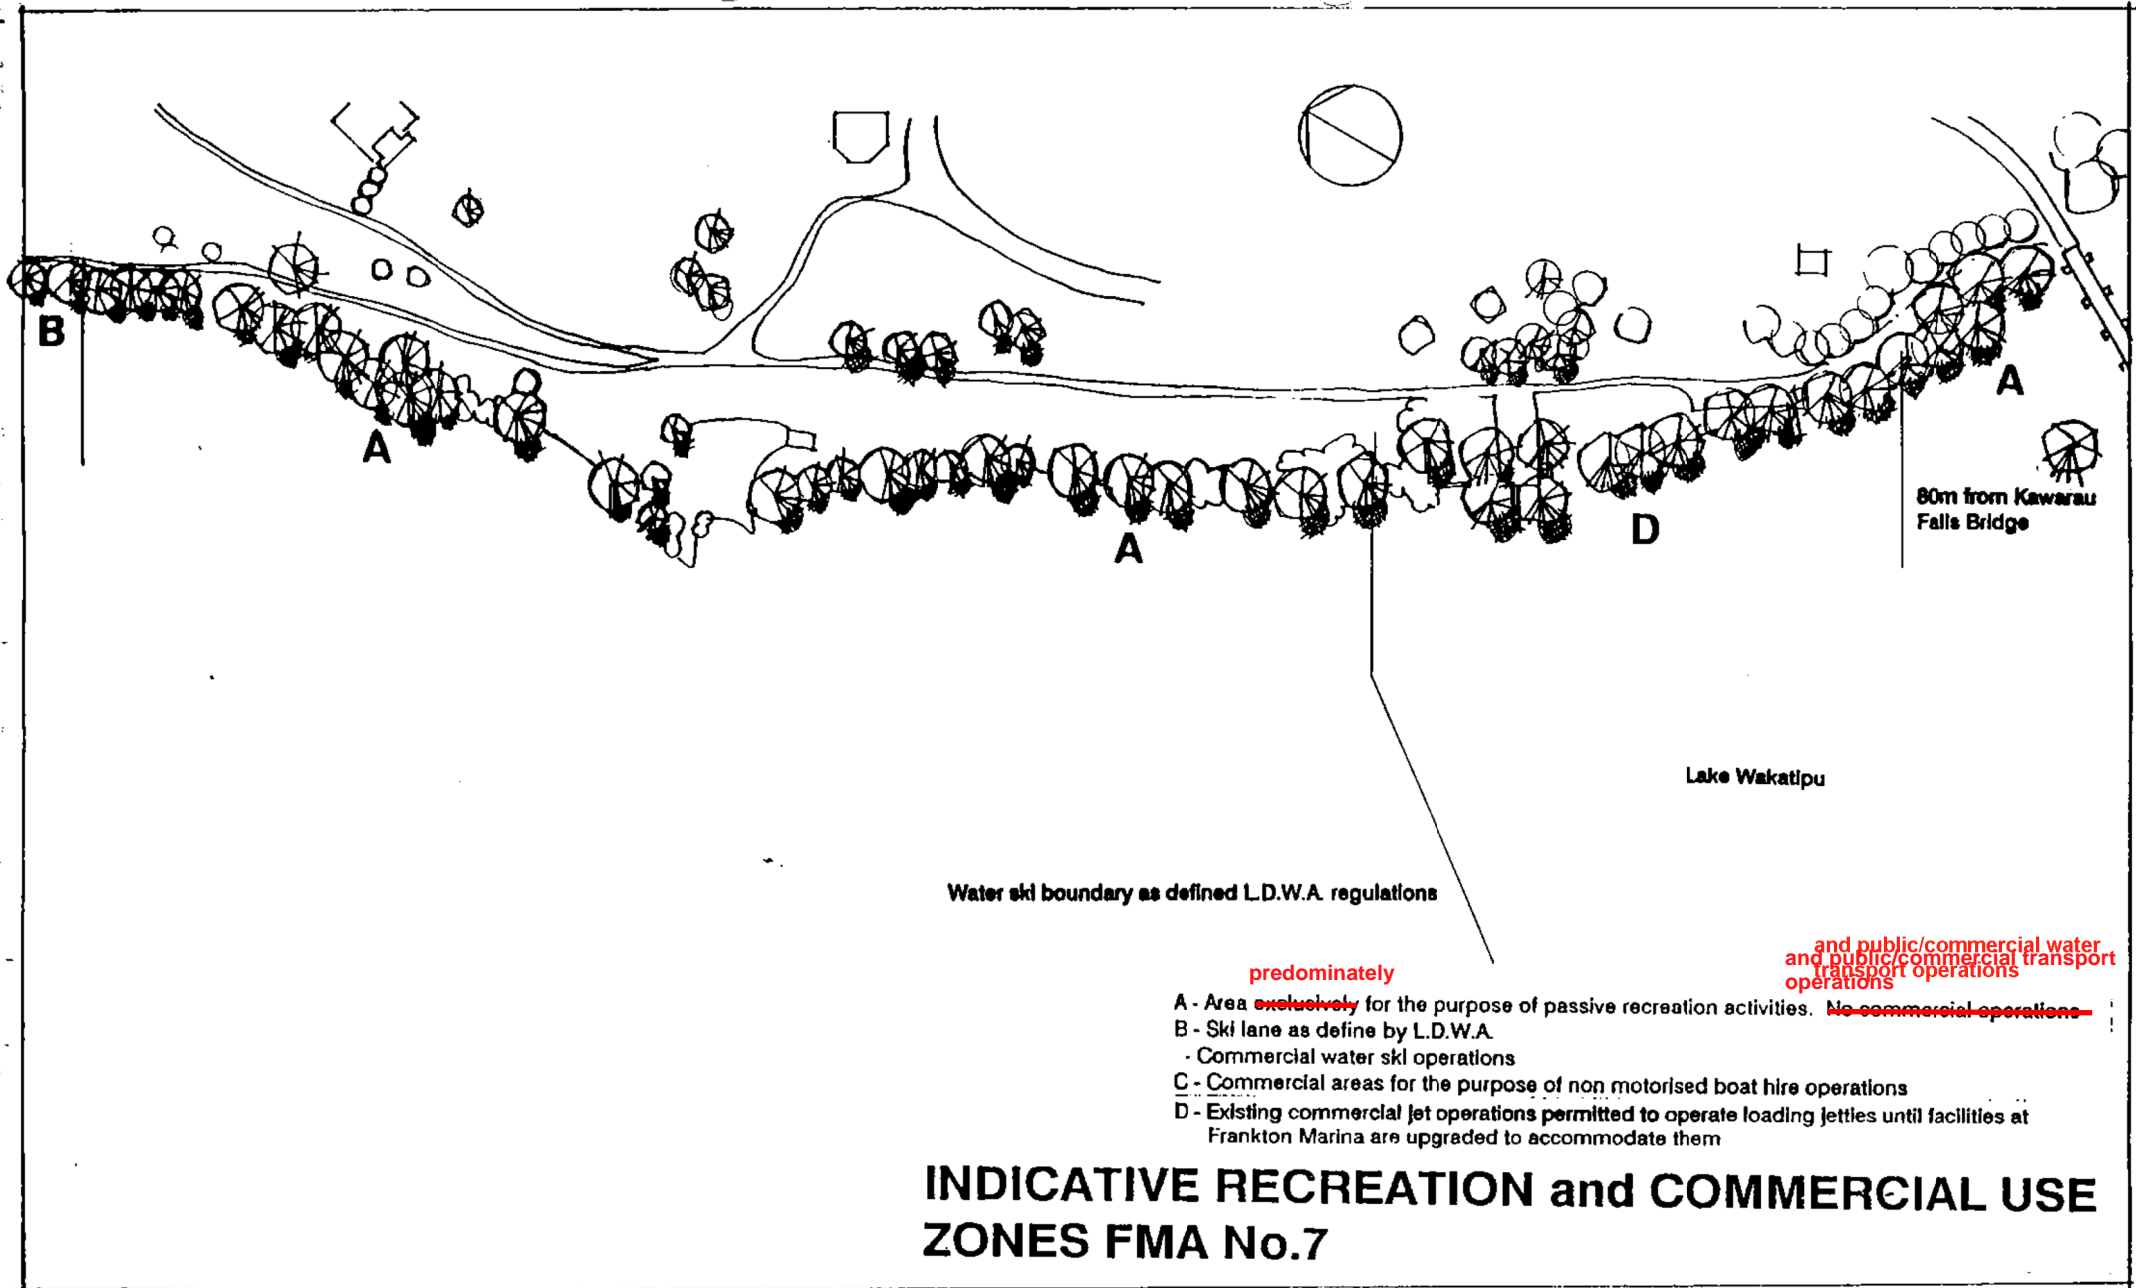 B
A
A
A
D
80m from Kawarau
Falls Bridge
Lake Wakatipu
Water ski boundary as defined L.D.W.A. regulations
and public/commercial water
transport operations
and public/commercial transport
operations
predominately
A - Area exclusively for the purpose of passive recreation activities. No commercial operations
B - Ski lane as define by L.D.W.A.
- Commercial water ski operations
C - Commercial areas for the purpose of non motorised boat hire operations
D - Existing commercial jet operations permitted to operate loading jetties until facilities at
Frankton Marina are upgraded to accommodate them
INDICATIVE RECREATION and COMMERCIAL USE
ZONES FMA No.7